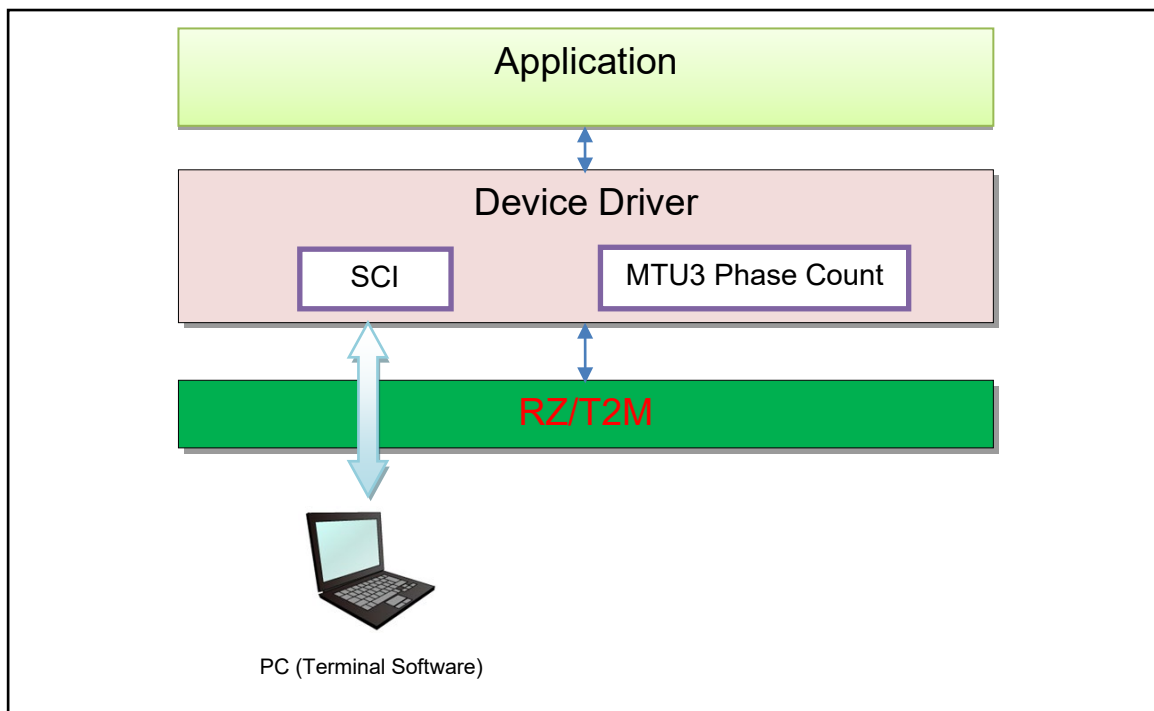 Application
Device Driver
SCI
MTU3 Phase Count
RZ/T2M
PC (Terminal Software)